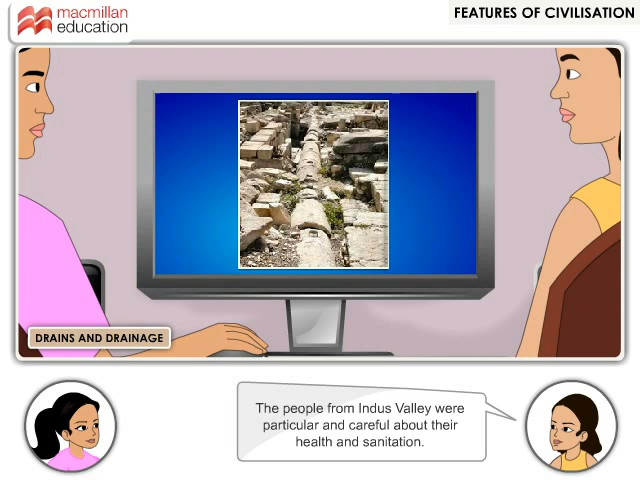 macmillan
education
FEATURES OF CIVILISATION
DRAINS AND DRAINAGE
The people from Indus Valley were
particular and careful about their
health and sanitation.